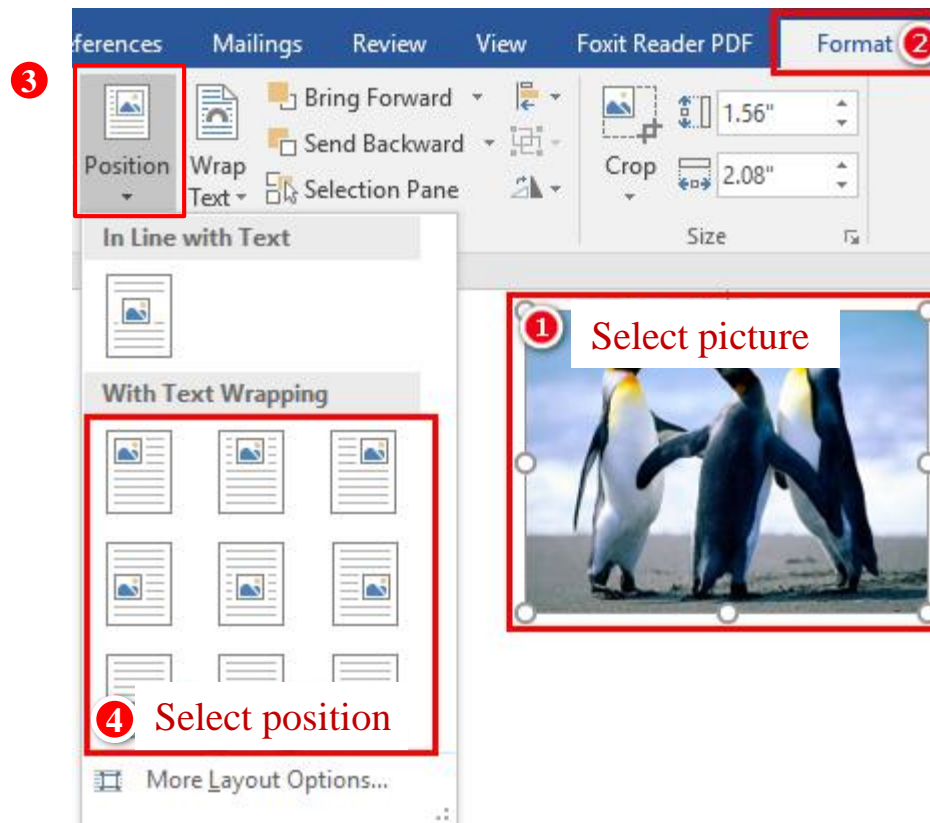 ferences Mailings Review View Foxit Reader PDF Format 2
3
Position
Wrap Text
Bring Forward
Send Backward
Selection Pane
Crop
1.56"
2.08"
Size
In Line with Text
1 Select picture
With Text Wrapping
4 Select position
More Layout Options...